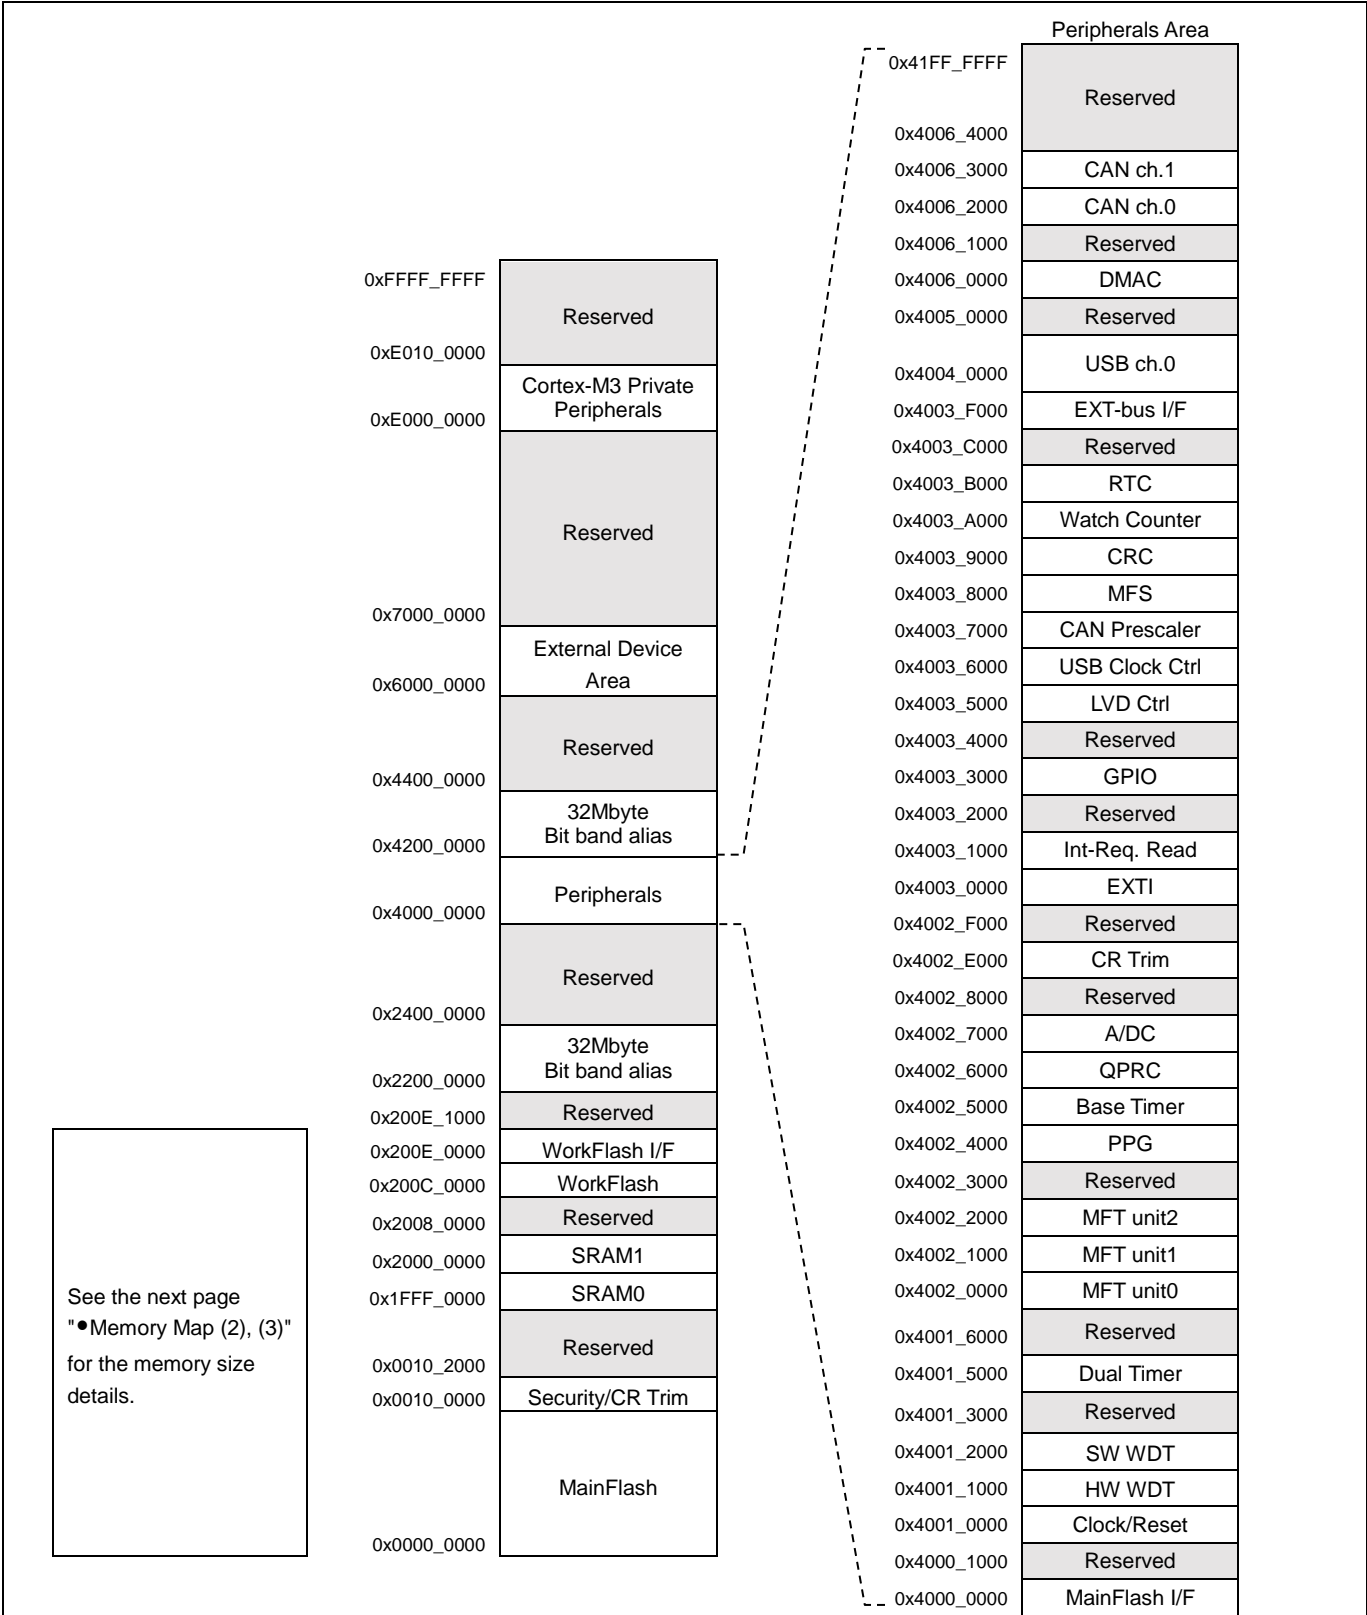 Peripherals Area
0x41FF_FFFF
Reserved
0x4006_4000
0x4006_3000 CAN ch.1
0x4006_2000 CAN ch.0
0x4006_1000 Reserved
0x4006_0000 DMAC
0x4005_0000 Reserved
USB ch.0
0x4004_0000
0x4003_F000 EXT-bus I/F
0x4003_C000 Reserved
0x4003_B000 RTC
0x4003_A000 Watch Counter
0x4003_9000 CRC
0x4003_8000 MFS
0x4003_7000 CAN Prescaler
0x4003_6000 USB Clock Ctrl
0x4003_5000 LVD Ctrl
0x4003_4000 Reserved
0x4003_3000 GPIO
0x4003_2000 Reserved
0x4003_1000 Int-Req. Read
0x4003_0000 EXTI
0x4002_F000 Reserved
0x4002_E000 CR Trim
0x4002_8000 Reserved
0x4002_7000 A/DC
0x4002_6000 QPRC
0x4002_5000 Base Timer
0x4002_4000 PPG
0x4002_3000 Reserved
0x4002_2000 MFT unit2
0x4002_1000 MFT unit1
0x4002_0000 MFT unit0
0x4001_6000 Reserved
0x4001_5000 Dual Timer
0x4001_3000 Reserved
0x4001_2000 SW WDT
0x4001_1000 HW WDT
0x4001_0000 Clock/Reset
0x4000_1000 Reserved
0x4000_0000 MainFlash I/F
0xFFFF_FFFF
Reserved
0xE010_0000
Cortex-M3 Private
Peripherals
0xE000_0000
Reserved
0x7000_0000
External Device
Area
0x6000_0000
Reserved
0x4400_0000
32Mbyte
Bit band alias
0x4200_0000
Peripherals
0x4000_0000
Reserved
0x2400_0000
32Mbyte
Bit band alias
0x2200_0000
0x200E_1000 Reserved
0x200E_0000 WorkFlash I/F
0x200C_0000 WorkFlash
0x2008_0000 Reserved
0x2000_0000 SRAM1
0x1FFF_0000 SRAM0
Reserved
0x0010_2000
0x0010_0000 Security/CR Trim
MainFlash
0x0000_0000
See the next page
"●Memory Map (2), (3)"
for the memory size
details.